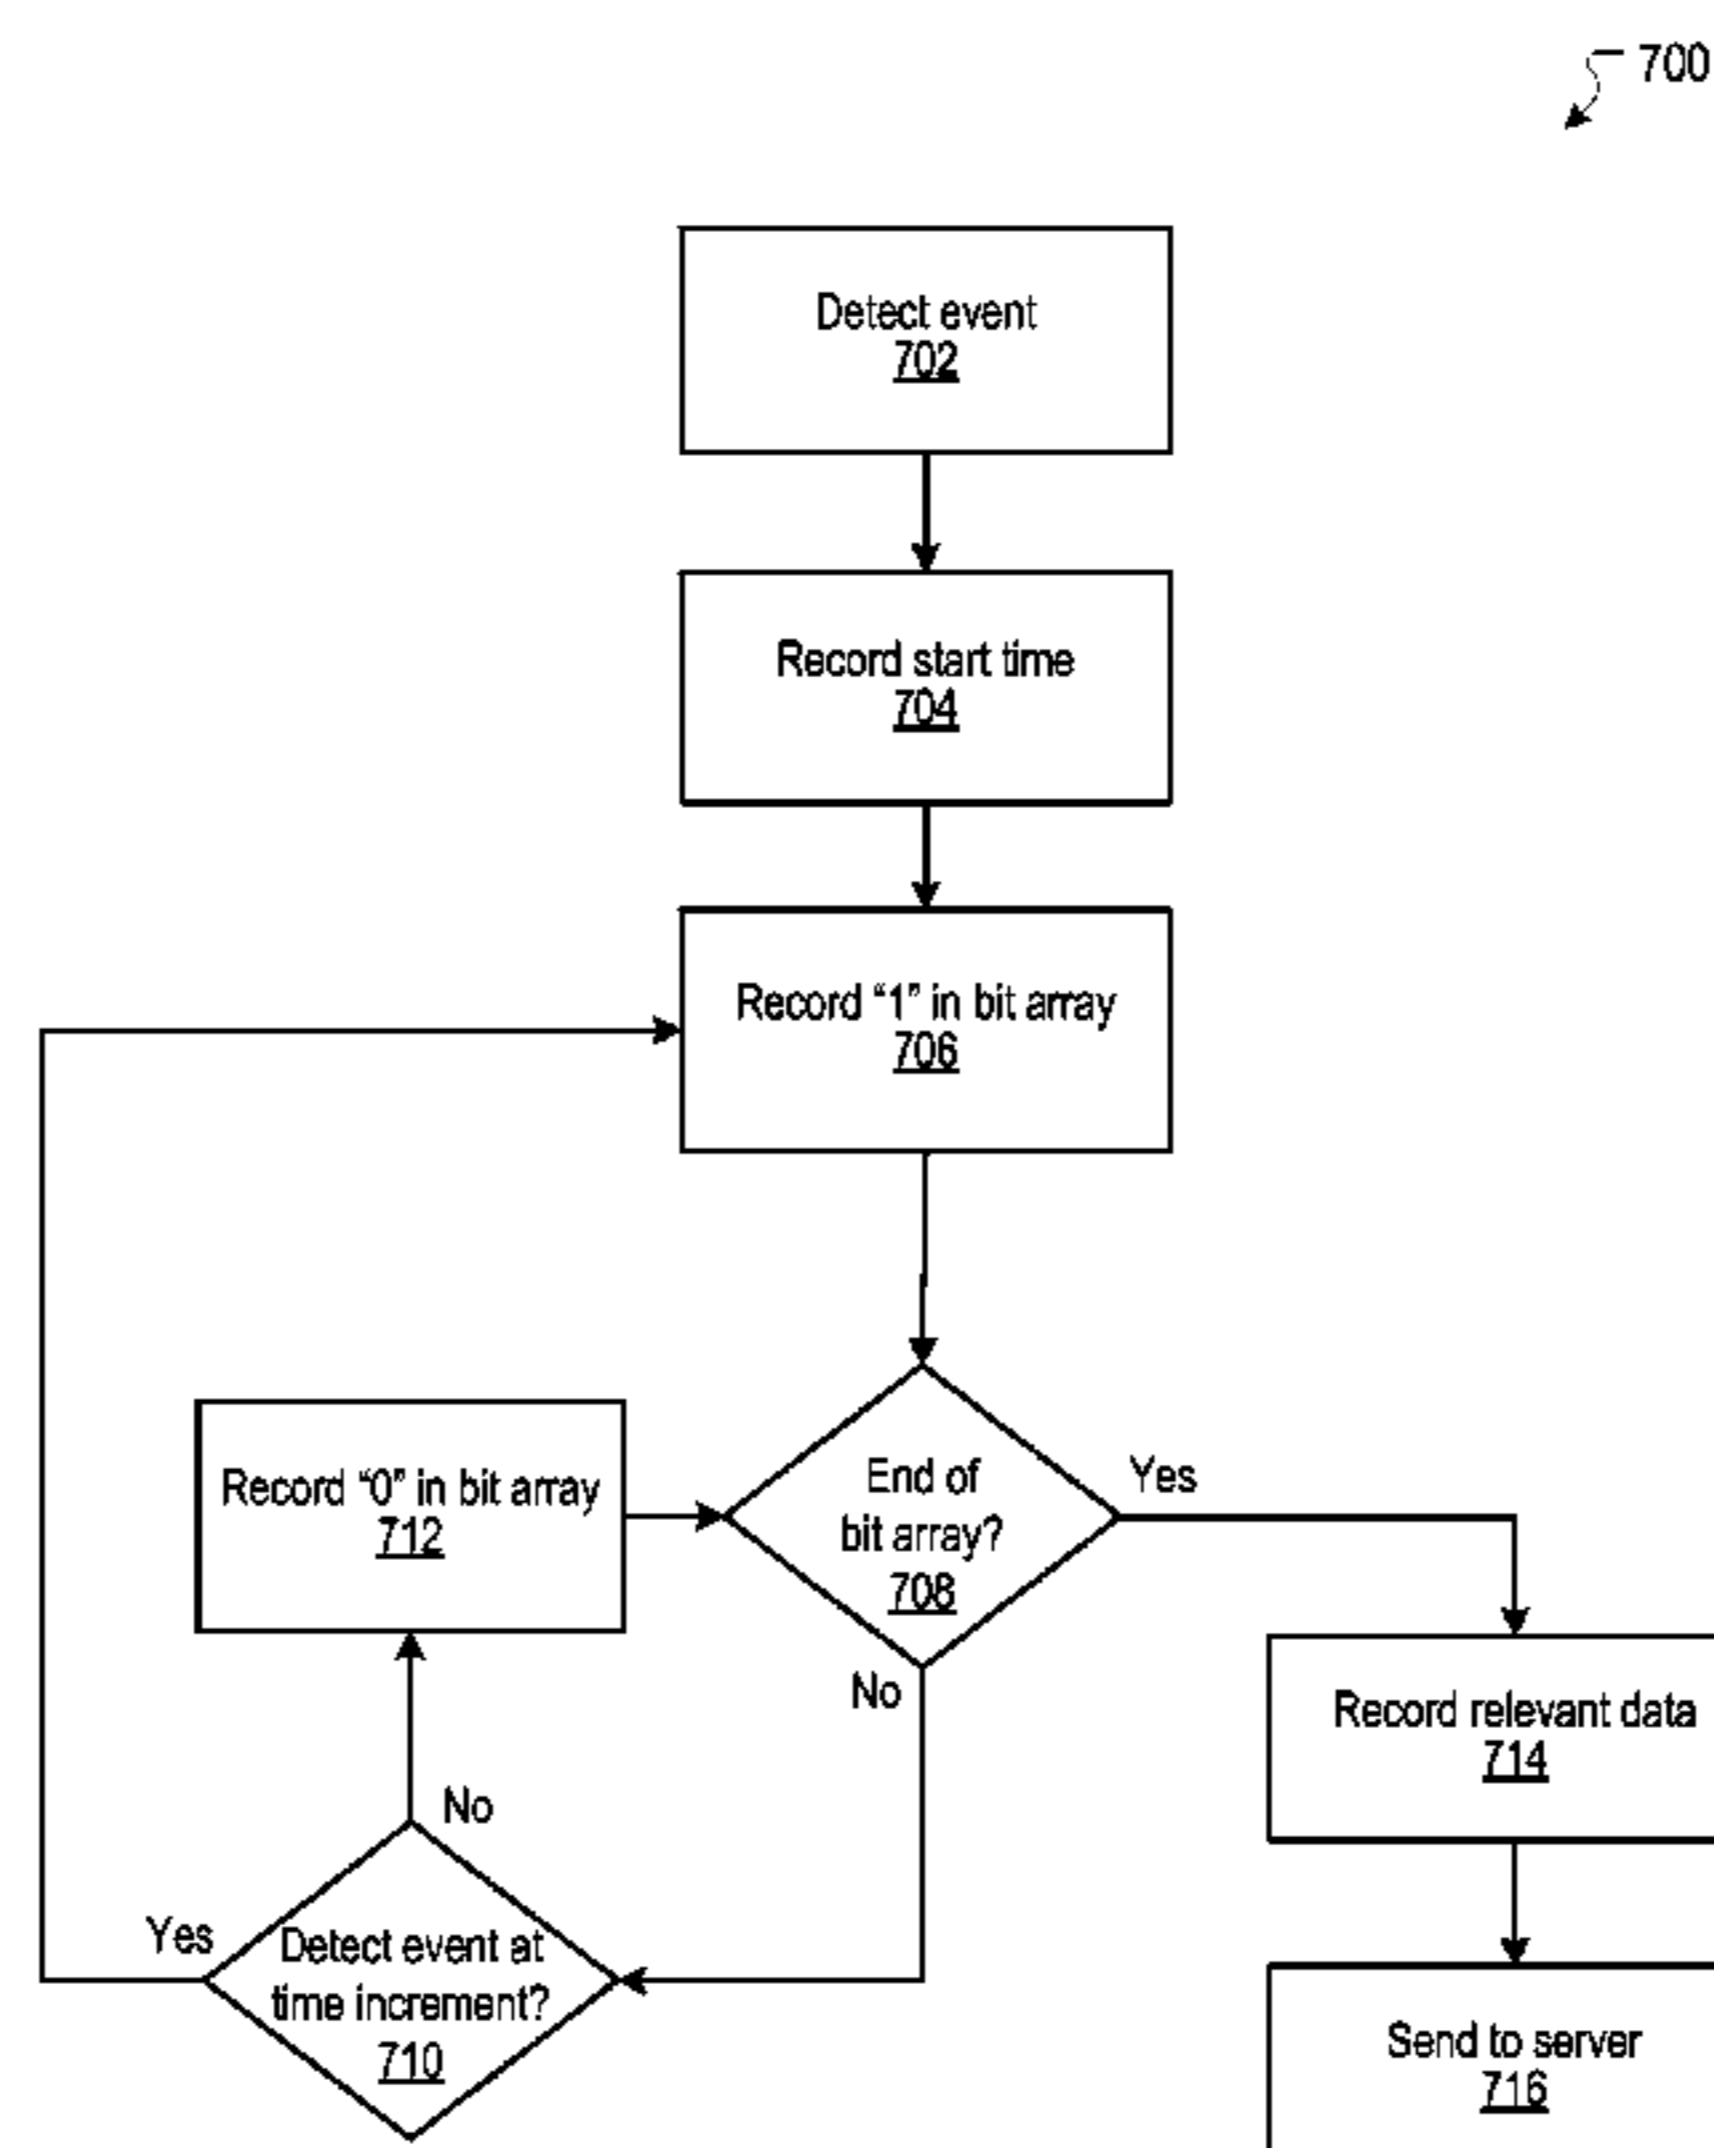 700
Detect event
702
Record start time
704
Record “1” in bit array
706
Record “0” in bit array
712
End of
bit array?
708
Yes
No
Record relevant data
714
No
Yes
Detect event at
time increment?
710
Send to server
716